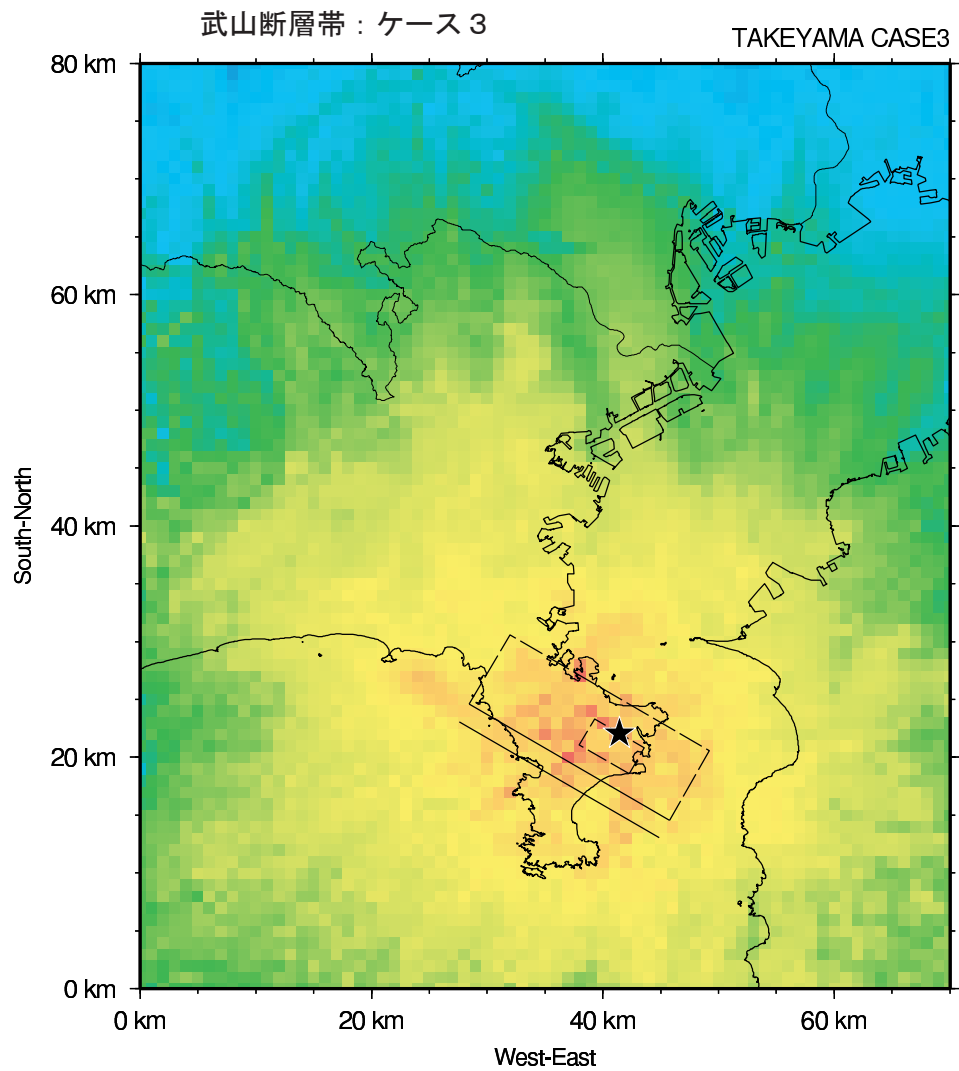 武山断層帯：ケース３
TAKEYAMA CASE3
80 km
60 km
40 km
20 km
0 km
South-North
0 km
20 km
40 km
60 km
West-East